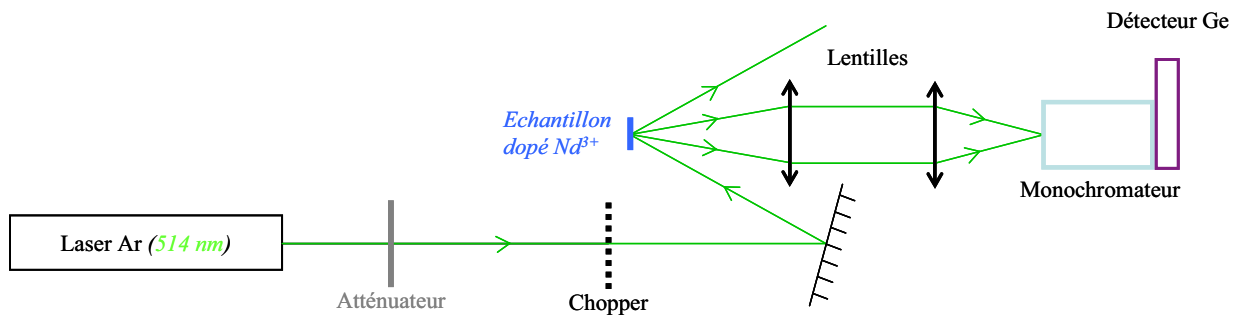 Détecteur Ge
Lentilles
Echantillon
dopé Nd³⁺
Monochromateur
Laser Ar (514 nm)
Atténuateur
Chopper